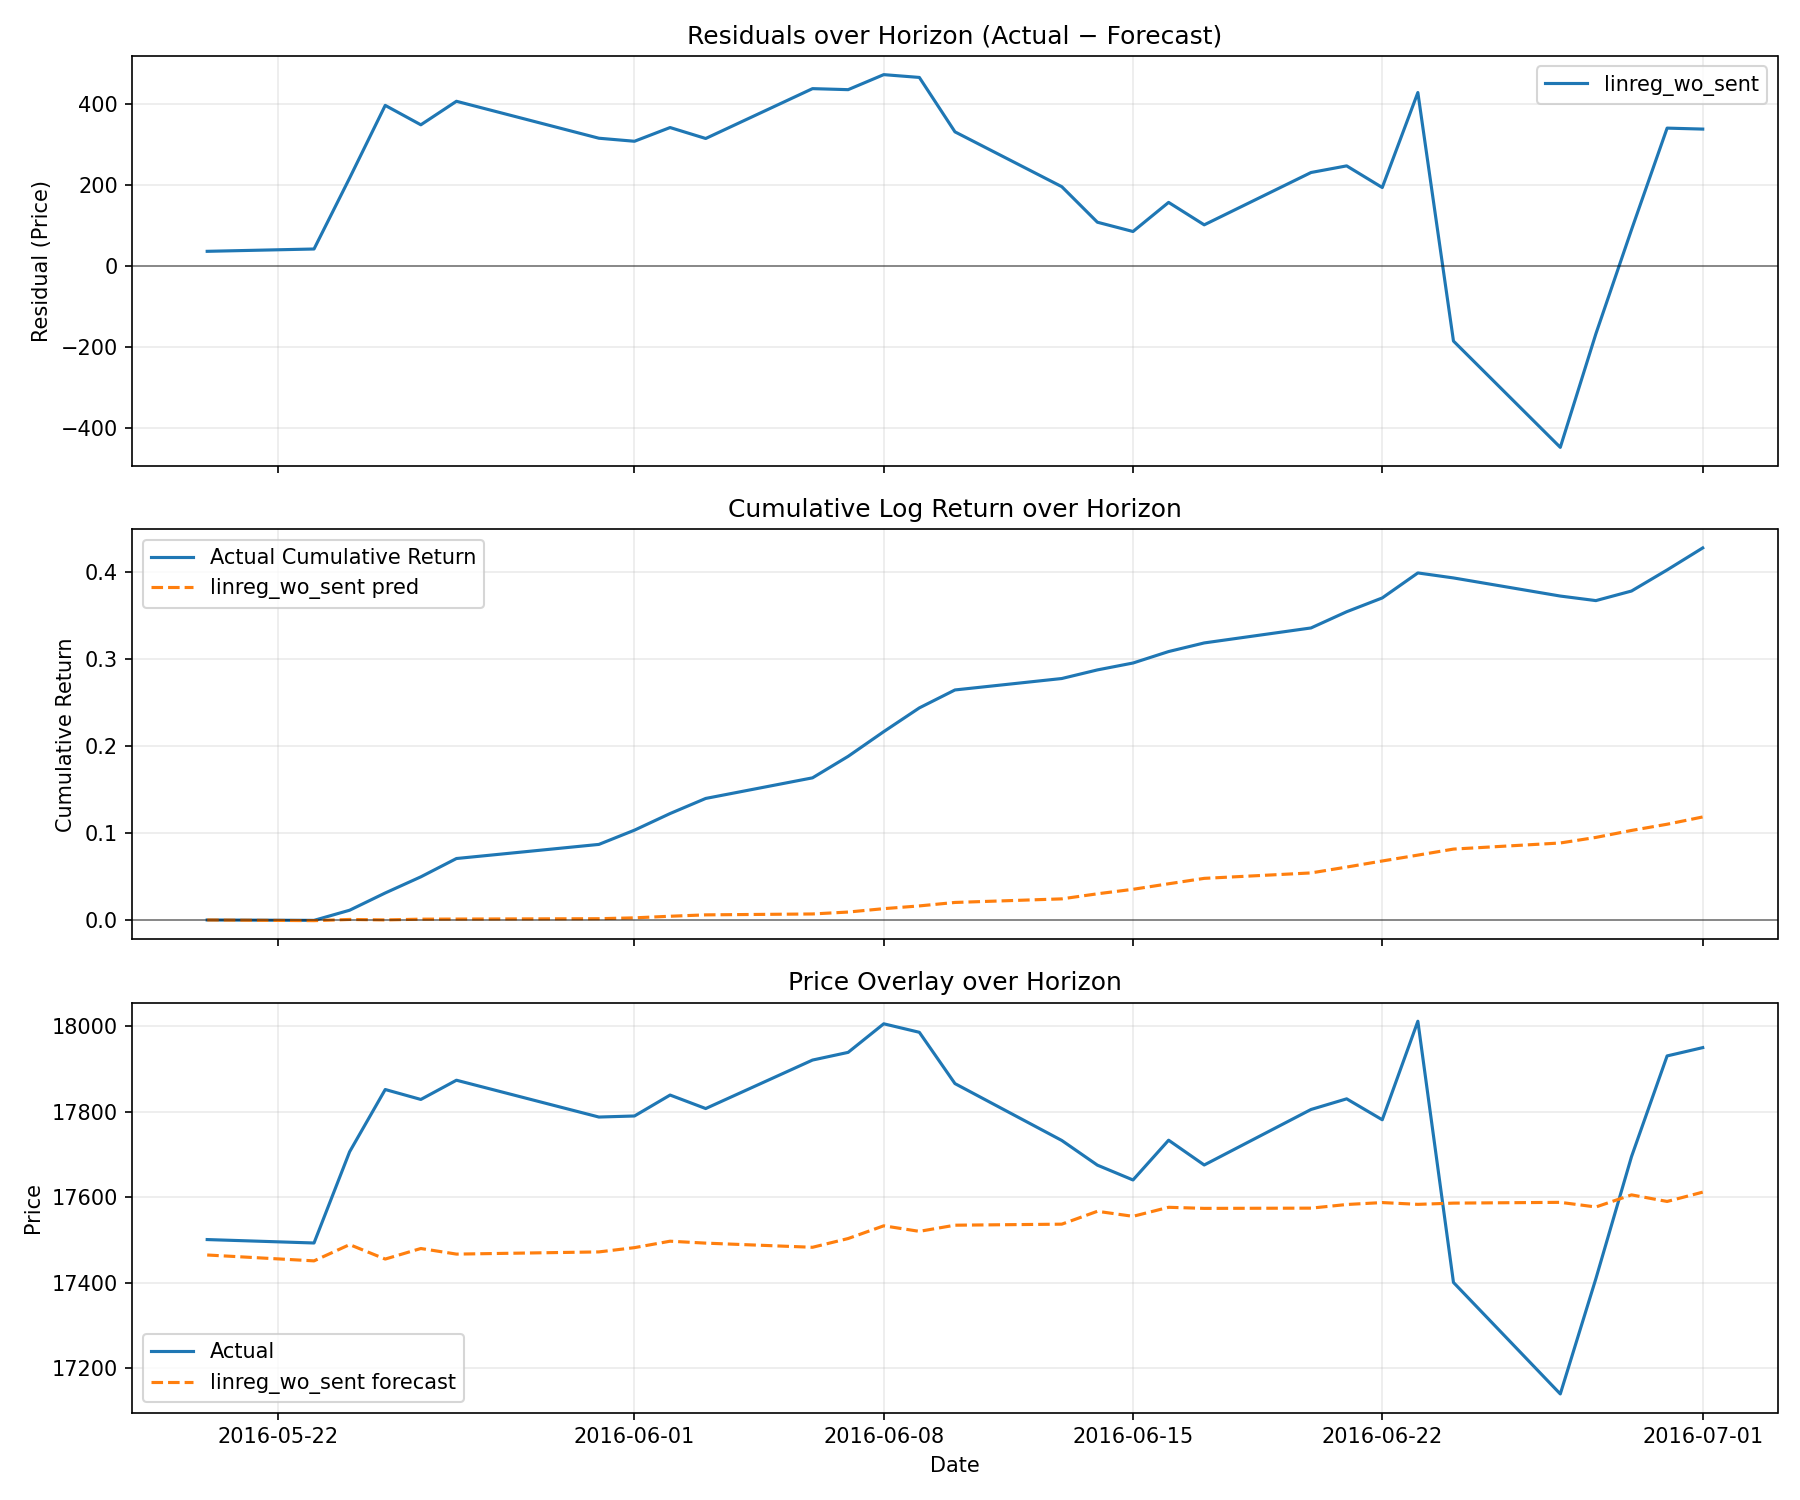 Residuals over Horizon (Actual − Forecast)
linreg_wo_sent
Residual (Price)
400
200
0
−200
−400
Cumulative Log Return over Horizon
Actual Cumulative Return
linreg_wo_sent pred
Cumulative Return
0.4
0.3
0.2
0.1
0.0
Price Overlay over Horizon
Price
18000
17800
17600
17400
17200
Actual
linreg_wo_sent forecast
2016-05-22
2016-06-01
2016-06-08
2016-06-15
2016-06-22
2016-07-01
Date